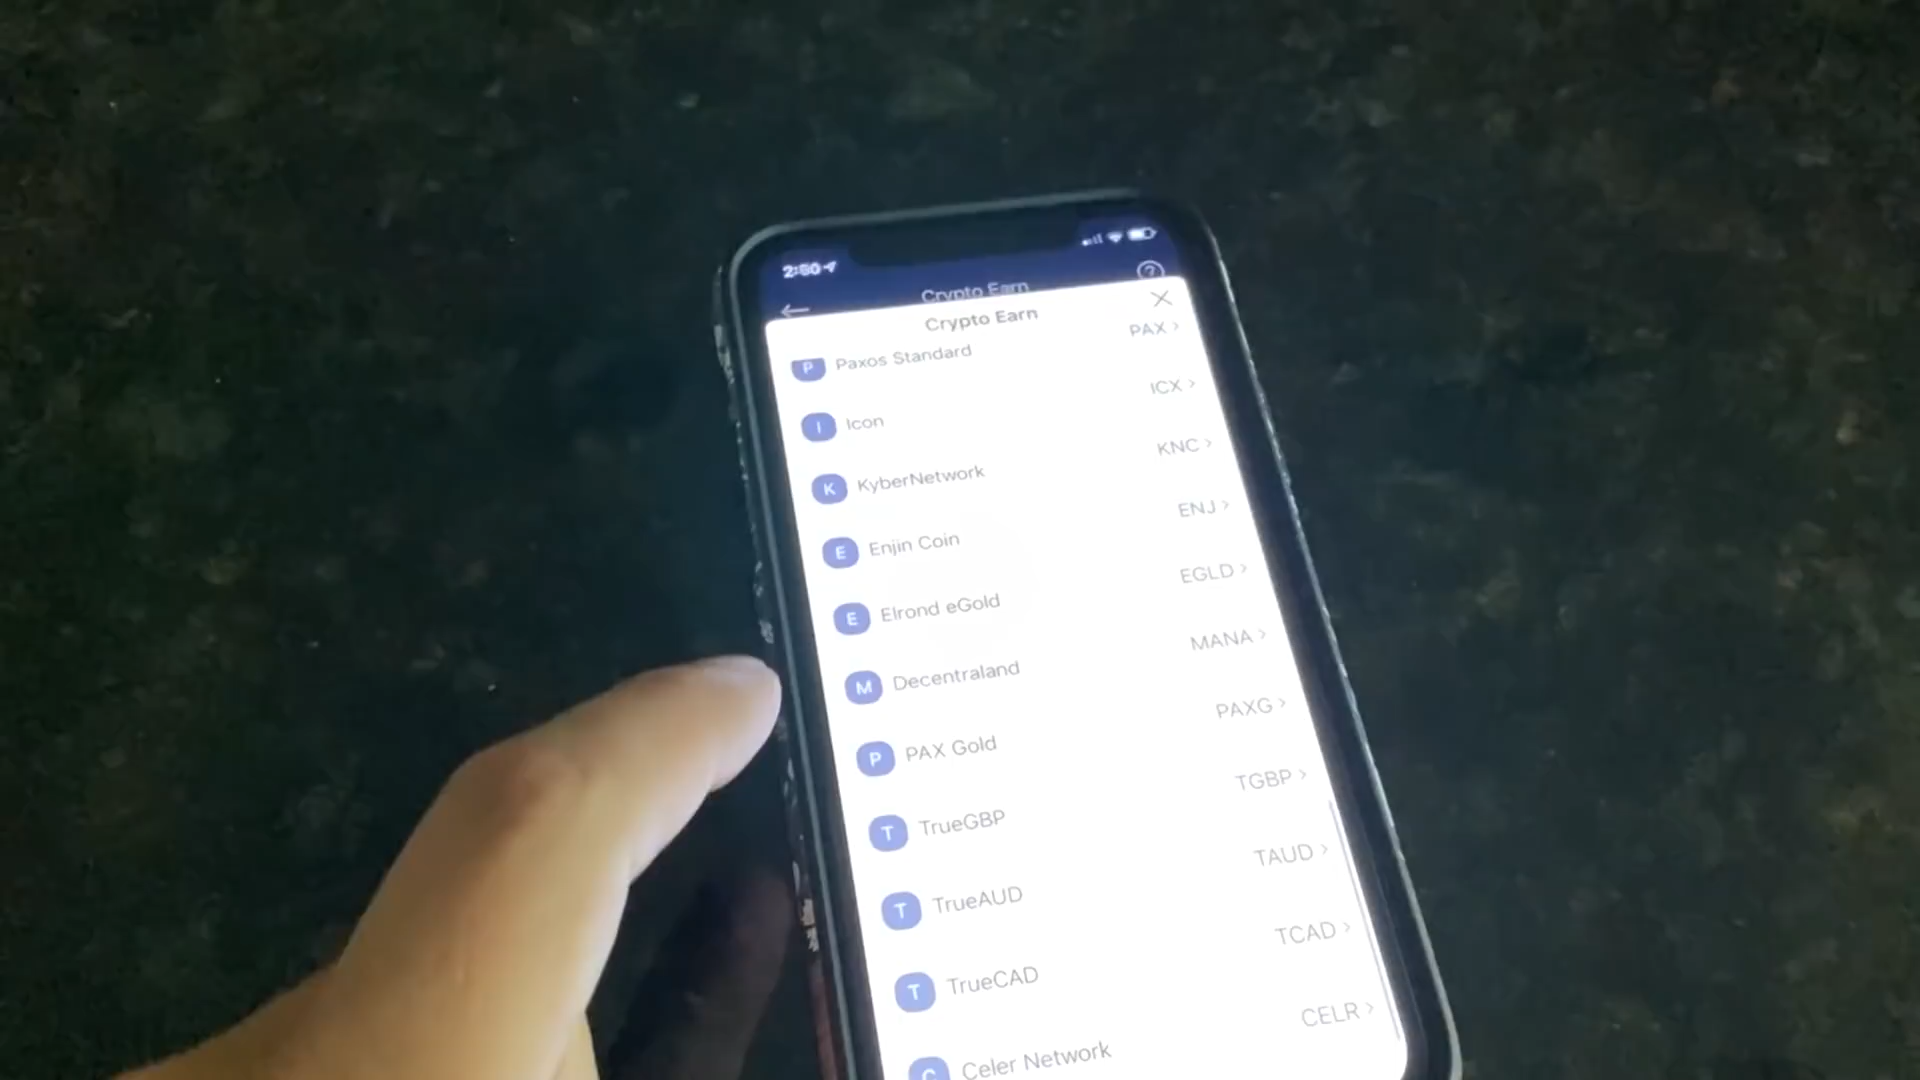 2:50
Crypto Earn
Crypto Earn
P Paxos Standard PAX
I Icon ICX
K KyberNetwork KNC
E Enjin Coin ENJ
E Elrond eGold EGLD
M Decentraland MANA
P PAX Gold PAXG
T TrueGBP TGBP
T TrueAUD TAUD
T TrueCAD TCAD
C Celer Network CELR